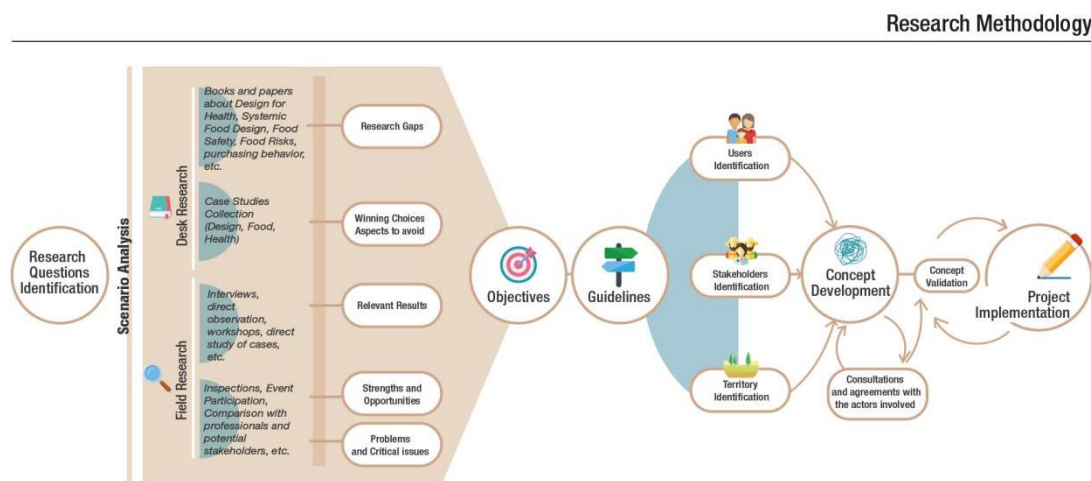 Research Methodology
Research
Questions
Identification
Scenario Analysis
Desk Research
Books and papers
about Design for
Health, Systemic
Food Design, Food
Safety, Food Risks,
purchasing behavior,
etc.
Research Gaps
Case Studies
Collection
(Design, Food,
Health)
Winning Choices
Aspects to avoid
Field Research
Interviews,
direct
observation,
workshops, direct
study of cases,
etc.
Relevant Results
Inspections, Event
Participation,
Comparison with
professionals and
potential
stakeholders, etc.
Strengths and
Opportunities
Problems
and Critical issues
Objectives
Guidelines
Users
Identification
Stakeholders
Identification
Territory
Identification
Concept
Development
Concept
Validation
Consultations
and agreements with
the actors involved
Project
Implementation